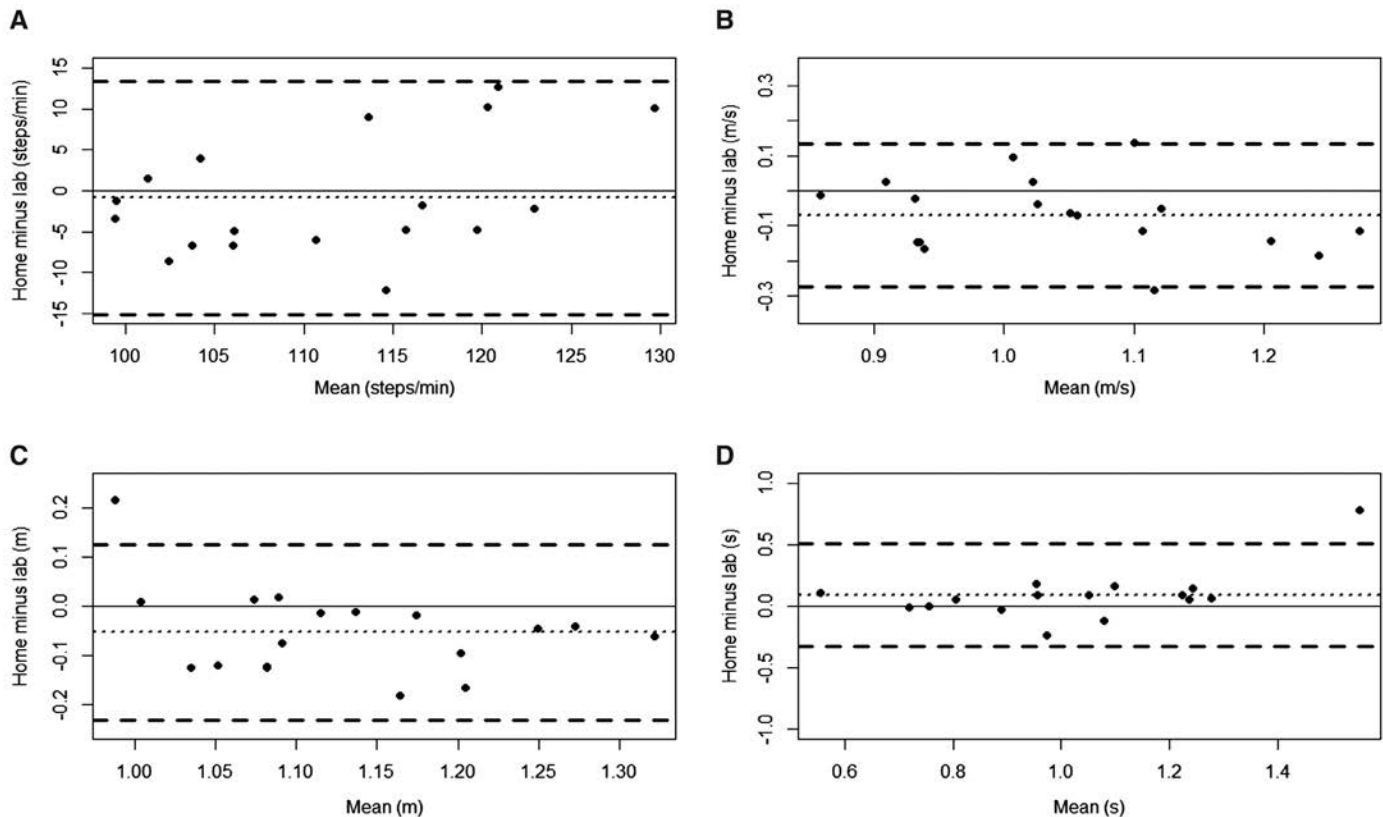 A
Home minus lab (steps/min)
15
10
5
0
-5
-10
-15
100 105 110 115 120 125 130
Mean (steps/min)
B
Home minus lab (m/s)
0.3
0.1
-0.1
-0.3
0.9 1.0 1.1 1.2
Mean (m/s)
C
Home minus lab (m)
0.2
0.1
0.0
-0.1
-0.2
1.00 1.05 1.10 1.15 1.20 1.25 1.30
Mean (m)
D
Home minus lab (s)
1.0
0.5
0.0
-0.5
-1.0
0.6 0.8 1.0 1.2 1.4
Mean (s)